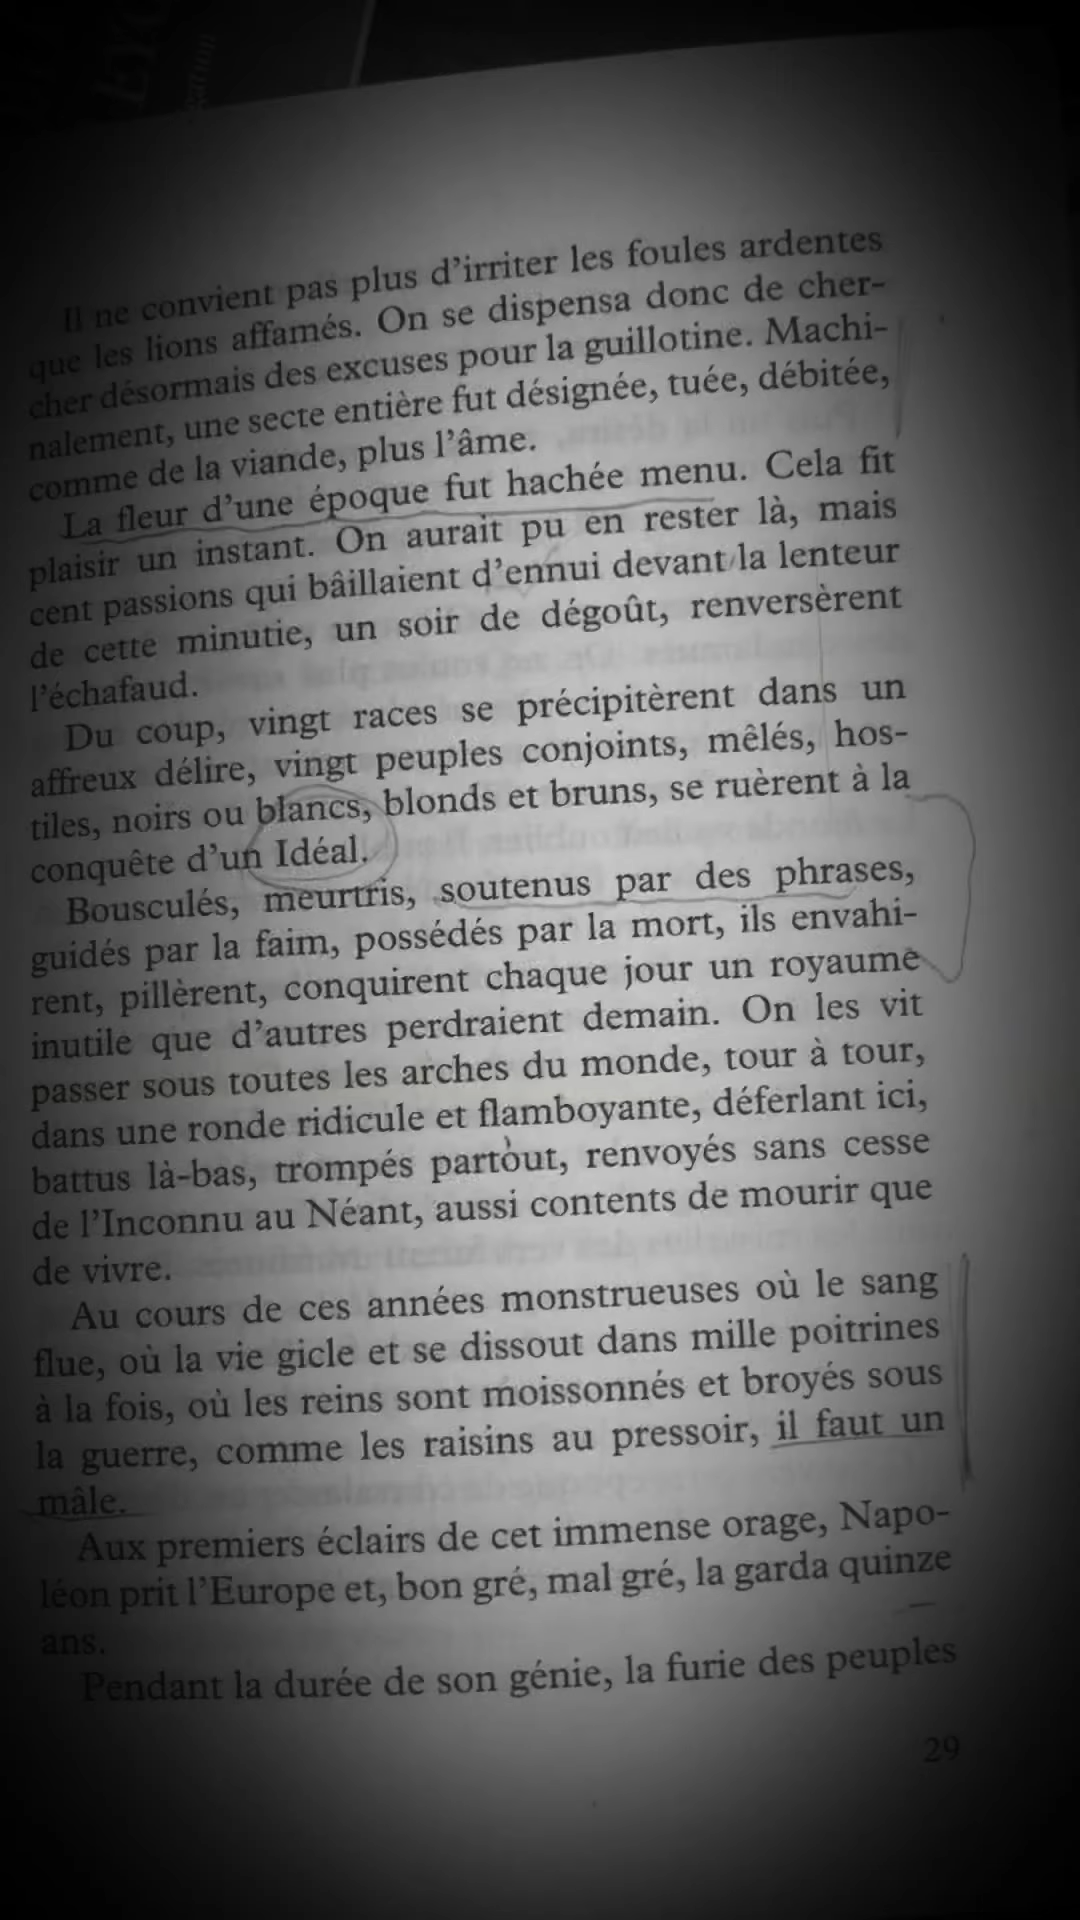 Il ne convient pas plus d'irriter les foules ardentes
que les lions affamés. On se dispensa donc de cher-
cher désormais des excuses pour la guillotine. Machi-
nalement, une secte entière fut désignée, tuée, débitée,
comme de la viande, plus l'âme.
La fleur d'une époque fut hachée menu. Cela fit
plaisir un instant. On aurait pu en rester là, mais
cent passions qui bâillaient d'ennui devant la lenteur
de cette minutie, un soir de dégoût, renversèrent
l'échafaud.
Du coup, vingt races se précipitèrent dans un
affreux délire, vingt peuples conjoints, mêlés, hos-
tiles, noirs ou blancs, blonds et bruns, se ruèrent à la
conquête d'un Idéal.
Bousculés, meurtris, soutenus par des phrases,
guidés par la faim, possédés par la mort, ils envahi-
rent, pillèrent, conquirent chaque jour un royaume
inutile que d'autres perdraient demain. On les vit
passer sous toutes les arches du monde, tour à tour,
dans une ronde ridicule et flamboyante, déferlant ici,
battus là-bas, trompés partout, renvoyés sans cesse
de l'Inconnu au Néant, aussi contents de mourir que
de vivre.
Au cours de ces années monstrueuses où le sang
flue, où la vie gicle et se dissout dans mille poitrines
à la fois, où les reins sont moissonnés et broyés sous
la guerre, comme les raisins au pressoir, il faut un
mâle.
Aux premiers éclairs de cet immense orage, Napo-
léon prit l'Europe et, bon gré, mal gré, la garda quinze
ans.
Pendant la durée de son génie, la furie des peuples
29